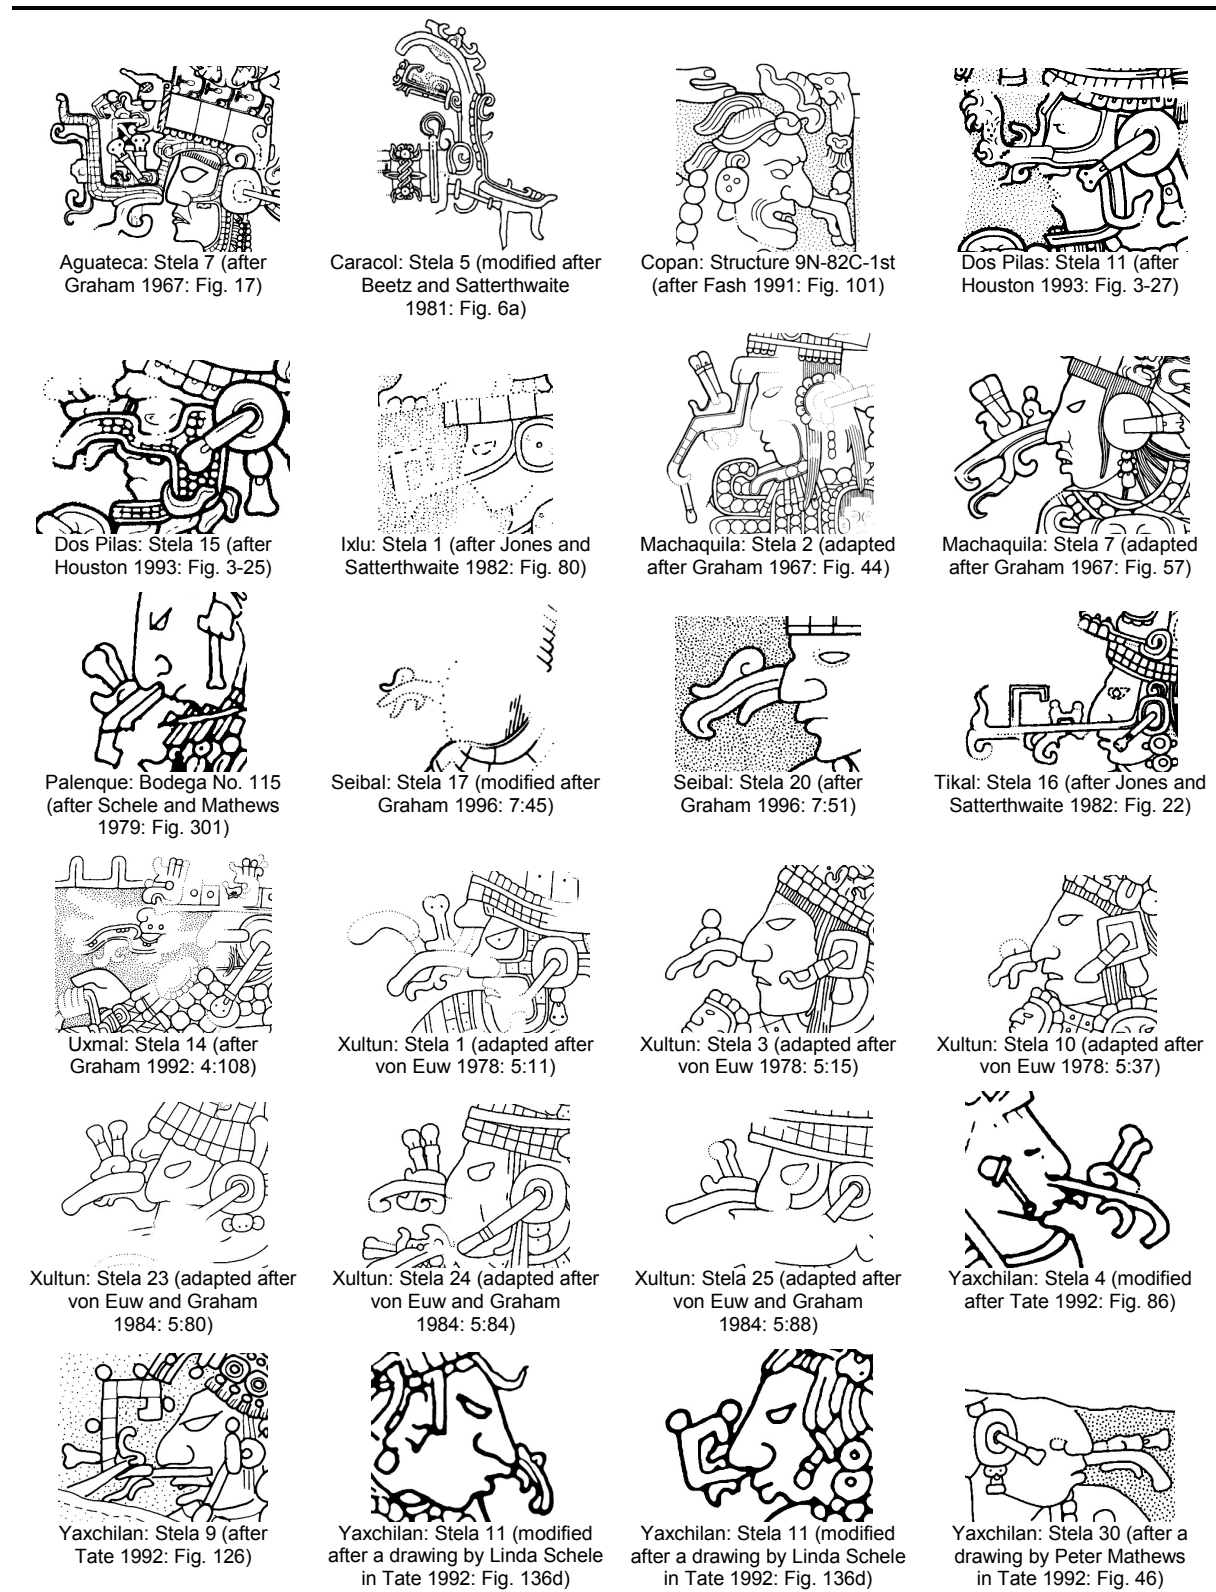 Aguateca: Stela 7 (after
Graham 1967: Fig. 17)
Caracol: Stela 5 (modified after
Beetz and Satterthwaite
1981: Fig. 6a)
Copan: Structure 9N-82C-1st
(after Fash 1991: Fig. 101)
Dos Pilas: Stela 11 (after
Houston 1993: Fig. 3-27)
Dos Pilas: Stela 15 (after
Houston 1993: Fig. 3-25)
Ixlu: Stela 1 (after Jones and
Satterthwaite 1982: Fig. 80)
Machaquila: Stela 2 (adapted
after Graham 1967: Fig. 44)
Machaquila: Stela 7 (adapted
after Graham 1967: Fig. 57)
Palenque: Bodega No. 115
(after Schele and Mathews
1979: Fig. 301)
Seibal: Stela 17 (modified after
Graham 1996: 7:45)
Seibal: Stela 20 (after
Graham 1996: 7:51)
Tikal: Stela 16 (after Jones and
Satterthwaite 1982: Fig. 22)
Uxmal: Stela 14 (after
Graham 1992: 4:108)
Xultun: Stela 1 (adapted after
von Euw 1978: 5:11)
Xultun: Stela 3 (adapted after
von Euw 1978: 5:15)
Xultun: Stela 10 (adapted after
von Euw 1978: 5:37)
Xultun: Stela 23 (adapted after
von Euw and Graham
1984: 5:80)
Xultun: Stela 24 (adapted after
von Euw and Graham
1984: 5:84)
Xultun: Stela 25 (adapted after
von Euw and Graham
1984: 5:88)
Yaxchilan: Stela 4 (modified
after Tate 1992: Fig. 86)
Yaxchilan: Stela 9 (after
Tate 1992: Fig. 126)
Yaxchilan: Stela 11 (modified
after a drawing by Linda Schele
in Tate 1992: Fig. 136d)
Yaxchilan: Stela 11 (modified
after a drawing by Linda Schele
in Tate 1992: Fig. 136d)
Yaxchilan: Stela 30 (after a
drawing by Peter Mathews
in Tate 1992: Fig. 46)